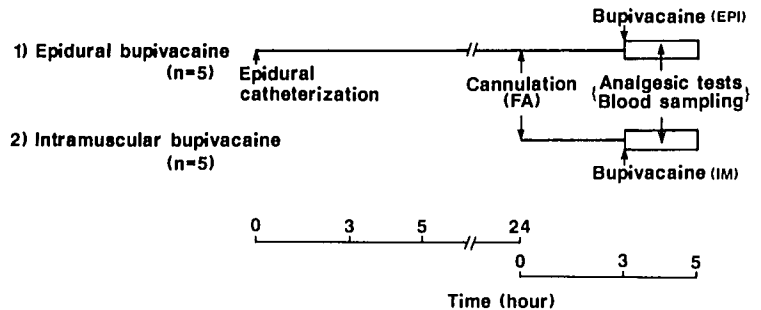 Bupivacaine (EPI)
1) Epidural bupivacaine
(n=5)
Epidural
catheterization
Cannulation
(FA)
{Analgesic tests
Blood sampling}
2) Intramuscular bupivacaine
(n=5)
Bupivacaine (IM)
0 3 5 24
0 3 5
Time (hour)